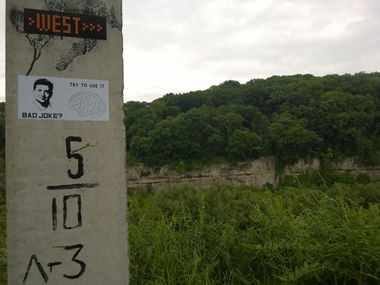 >WEST>>>
TRY TO USE IT
BAD JOKE?
5
10
Λ-3